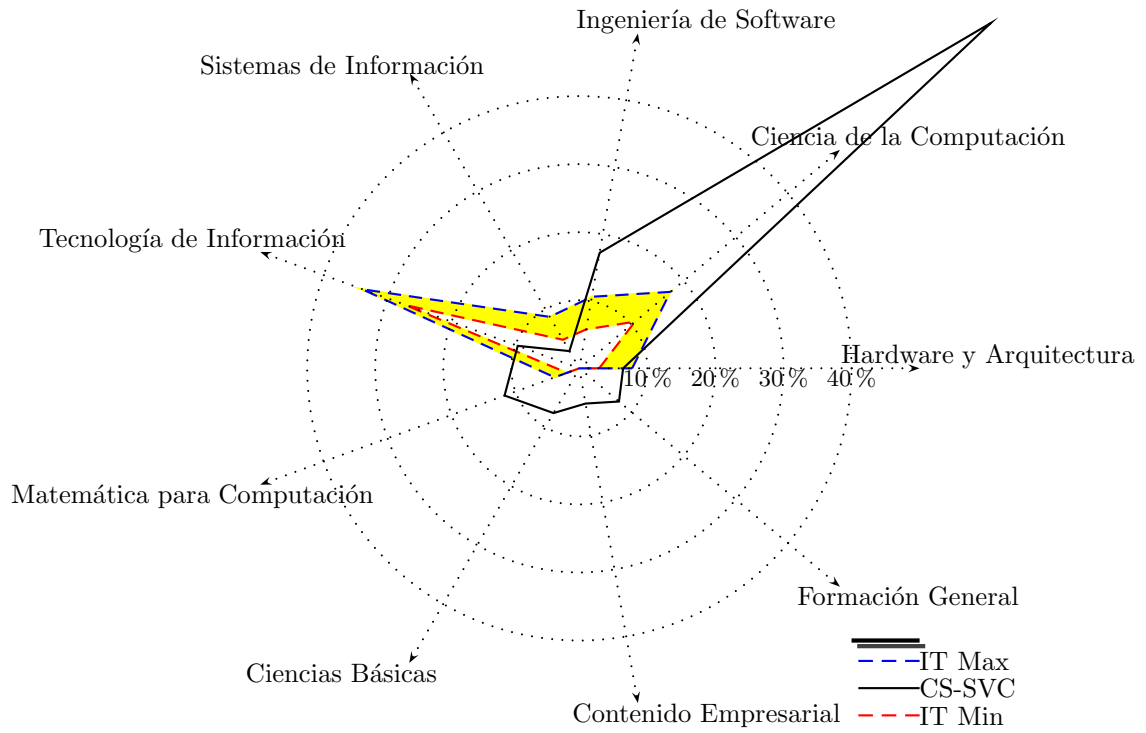 Ingeniería de Software
Sistemas de Información
Ciencia de la Computación
Tecnología de Información
Hardware y Arquitectura
10 % 20 % 30 % 40 %
Matemática para Computación
Formación General
Ciencias Básicas
Contenido Empresarial
IT Max
CS-SVC
IT Min